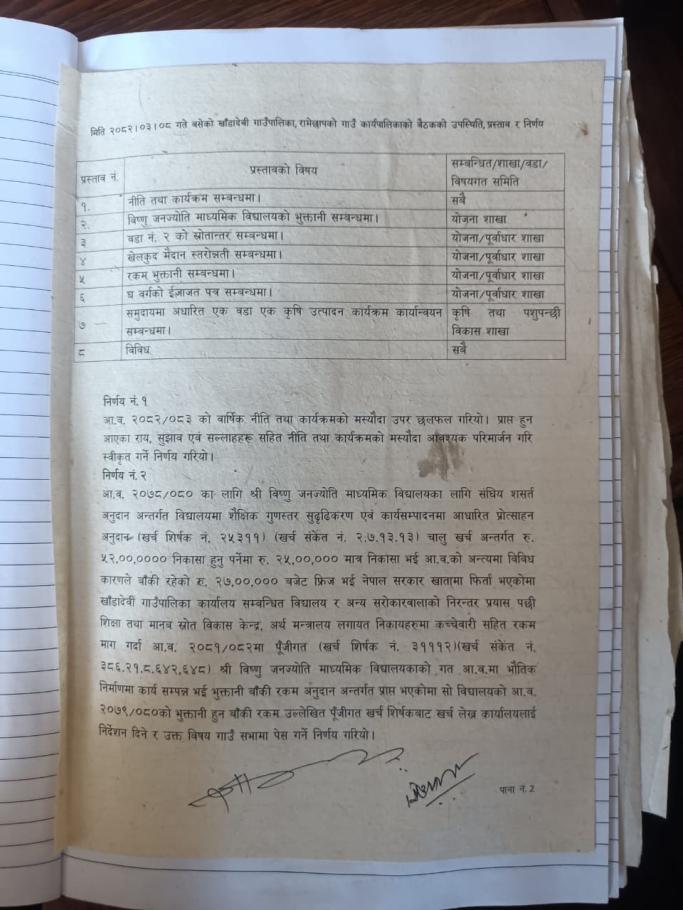 मिति २०८२।०३।०८ गते बसेको खाँडादेवी गाउँपालिका, रामेछापको गाउँ कार्यपालिकाको बैठकको उपस्थिति, प्रस्ताव र निर्णय
प्रस्ताव नं. प्रस्तावको विषय सम्बन्धित/शाखा/वडा/
विषयगत समिति
१. नीति तथा कार्यक्रम सम्बन्धमा। सबै
२. विष्णु जनज्योति माध्यमिक विद्यालयको भुक्तानी सम्बन्धमा। योजना शाखा
३ वडा नं. २ को स्रोतान्तर सम्बन्धमा। योजना/पूर्वाधार शाखा
४ खेलकुद मैदान स्तरोन्नती सम्बन्धमा। योजना/पूर्वाधार शाखा
५ रकम भुक्तानी सम्बन्धमा। योजना/पूर्वाधार शाखा
६ घ वर्गको ईजाजत पत्र सम्बन्धमा। योजना/पूर्वाधार शाखा
७ समुदायमा अधारित एक वडा एक कृषि उत्पादन कार्यक्रम कार्यान्वयन कृषि तथा पशुपन्छी
सम्बन्धमा। विकास शाखा
८ विविध सबै
निर्णय नं. १
आ.व. २०८२/०८३ को वार्षिक नीति तथा कार्यक्रमको मस्यौदा उपर छलफल गरियो। प्राप्त हुन
आएका राय, सुझाव एवं सल्लाहहरू सहित नीति तथा कार्यक्रमको मस्यौदा आवश्यक परिमार्जन गरि
स्वीकृत गर्ने निर्णय गरियो।
निर्णय नं. २
आ.व. २०७९/०८० का लागि श्री विष्णु जनज्योति माध्यमिक विद्यालयका लागि संघिय शसर्त
अनुदान अन्तर्गत विद्यालयमा शैक्षिक गुणस्तर सुदृढिकरण एवं कार्यसम्पादनमा आधारित प्रोत्साहन
अनुदान (खर्च शिर्षक नं. २५३११) (खर्च संकेत नं. २.७.१३.१३) चालु खर्च अन्तर्गत रु.
५२,००,०००० निकासा हुनु पर्नेमा रु. २५,००,००० मात्र निकासा भई आ.व.को अन्त्यमा विविध
कारणले बाँकी रहेको रु. २७,००,००० बजेट फ्रिज भई नेपाल सरकार खातामा फिर्ता भएकोमा
खाँडादेवी गाउँपालिका कार्यालय सम्बन्धित विद्यालय र अन्य सरोकारवालाको निरन्तर प्रयास पछी
शिक्षा तथा मानव स्रोत विकास केन्द्र, अर्थ मन्त्रालय लगायत निकायहरुमा कच्चेवारी सहित रकम
माग गर्दा आ.व. २०८१/०८२मा पूँजीगत (खर्च शिर्षक नं. ३१११२)(खर्च संकेत नं.
३८६.२१.८.६४२,६४८) श्री विष्णु जनज्योति माध्यमिक विद्यालयकाको गत आ.व.मा भौतिक
निर्माणमा कार्य सम्पन्न भई भुक्तानी बाँकी रकम अनुदान अन्तर्गत प्राप्त भएकोमा सो विद्यालयको आ.व.
२०७९/०८०को भुक्तानी हुन बाँकी रकम उल्लेखित पूँजीगत खर्च शिर्षकबाट खर्च लेख्न कार्यालयलाई
निर्देशन दिने र उक्त विषय गाउँ सभामा पेस गर्ने निर्णय गरियो।
पाना नं. 2